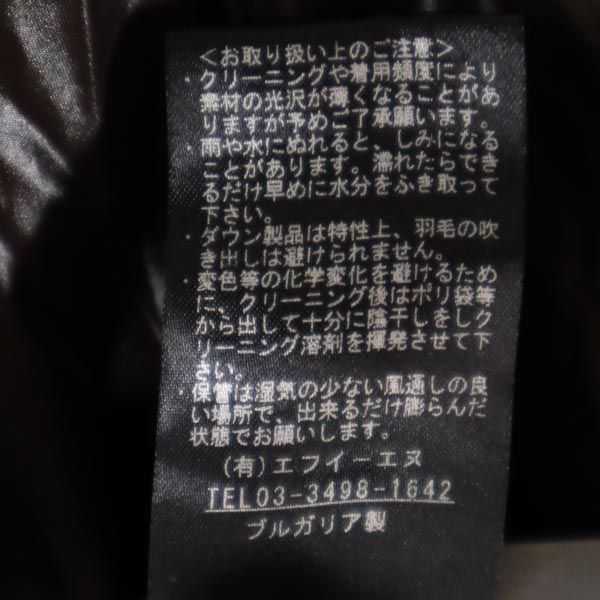 <お取り扱い上のご注意>
・クリーニングや着用頻度により
素材の光沢が薄くなることがあ
りますが予めご了承願います。
・雨や水にぬれると、しみになる
ことがあります。濡れたらでき
るだけ早めに水分をふき取って
下さい。
・ダウン製品は特性上、羽毛の吹
き出しは避けられません。
・変色等の化学変化を避けるため
に、クリーニング後はポリ袋等
から出して十分に陰干しをしク
リーニング溶剤を揮発させて下
さい。
・保管は湿気の少ない風通しの良
い場所で、出来るだけ膨らんだ
状態でお願いします。
(有)エフイーエヌ
TEL03-3498-1642
ブルガリア製